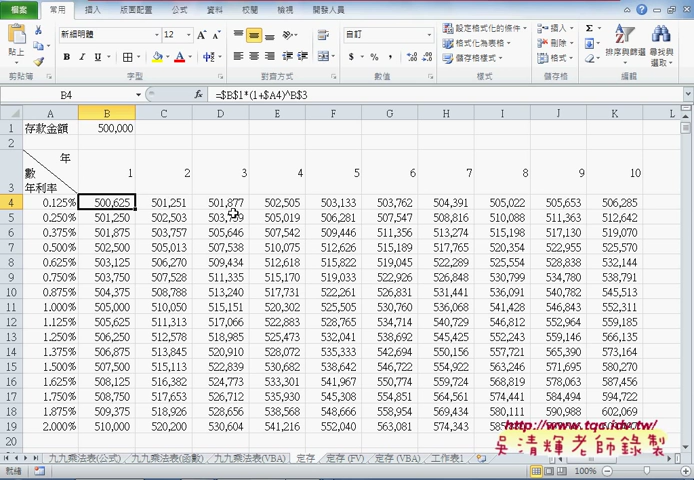 檔案 常用 插入 版面配置 公式 資料 校閱 檢視 開發人員
貼上 新細明體 12 A A 自訂 設定格式化的條件 插入 Σ
B I U $ % , 格式化為表格 刪除 排序與篩選 尋找與選取
儲存格樣式 格式
剪貼簿 字型 對齊方式 數值 樣式 儲存格 編輯
B4 fx =$B$1*(1+$A4)^B$3
A B C D E F G H I J K L
1 存款金額 500,000
2
年
數 1 2 3 4 5 6 7 8 9 10
3 年利率
4 0.125% 500,625 501,251 501,877 502,505 503,133 503,762 504,391 505,022 505,653 506,285
5 0.250% 501,250 502,503 503,759 505,019 506,281 507,547 508,816 510,088 511,363 512,642
6 0.375% 501,875 503,757 505,646 507,542 509,446 511,356 513,274 515,198 517,130 519,070
7 0.500% 502,500 505,013 507,538 510,075 512,626 515,189 517,765 520,354 522,955 525,570
8 0.625% 503,125 506,270 509,434 512,618 515,822 519,045 522,289 525,554 528,838 532,144
9 0.750% 503,750 507,528 511,335 515,170 519,033 522,926 526,848 530,799 534,780 538,791
10 0.875% 504,375 508,788 513,240 517,731 522,261 526,831 531,441 536,091 540,782 545,513
11 1.000% 505,000 510,050 515,151 520,302 525,505 530,760 536,068 541,428 546,843 552,311
12 1.125% 505,625 511,313 517,066 522,883 528,765 534,714 540,729 546,812 552,964 559,185
13 1.250% 506,250 512,578 518,985 525,473 532,041 538,692 545,425 552,243 559,146 566,135
14 1.375% 506,875 513,845 520,910 528,072 535,333 542,694 550,156 557,721 565,390 573,164
15 1.500% 507,500 515,113 522,839 530,682 538,642 546,722 554,922 563,246 571,695 580,270
16 1.625% 508,125 516,382 524,773 533,301 541,967 550,774 559,724 568,819 578,063 587,456
17 1.750% 508,750 517,653 526,712 535,930 545,308 554,851 564,561 574,441 584,494 594,722
18 1.875% 509,375 518,926 528,656 538,568 548,666 558,954 569,434 580,111 590,988 602,069
19 2.000% 510,000 520,200 530,604 541,216 552,040 563,081 574,343
20
http://www.tqc.idv.tw/
吳清輝老師錄製
九九乘法表(公式) 九九乘法表(函數) 九九乘法表(VBA) 定存 定存 (FV) 定存 (VBA) 工作表1
就緒 100%